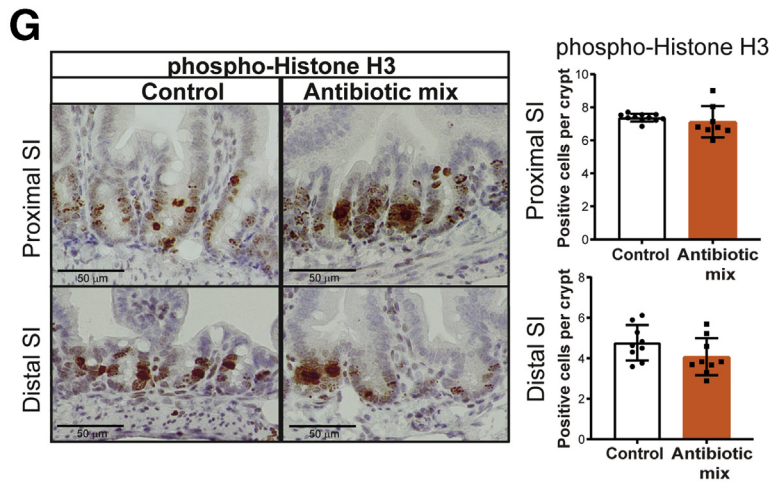 G
phospho-Histone H3
Control
Antibiotic mix
Proximal SI
50 μm
50 μm
Distal SI
50 μm
50 μm
phospho-Histone H3
Proximal SI
Positive cells per crypt
10
8
6
4
2
0
Control
Antibiotic
mix
Distal SI
Positive cells per crypt
8
6
4
2
0
Control
Antibiotic
mix